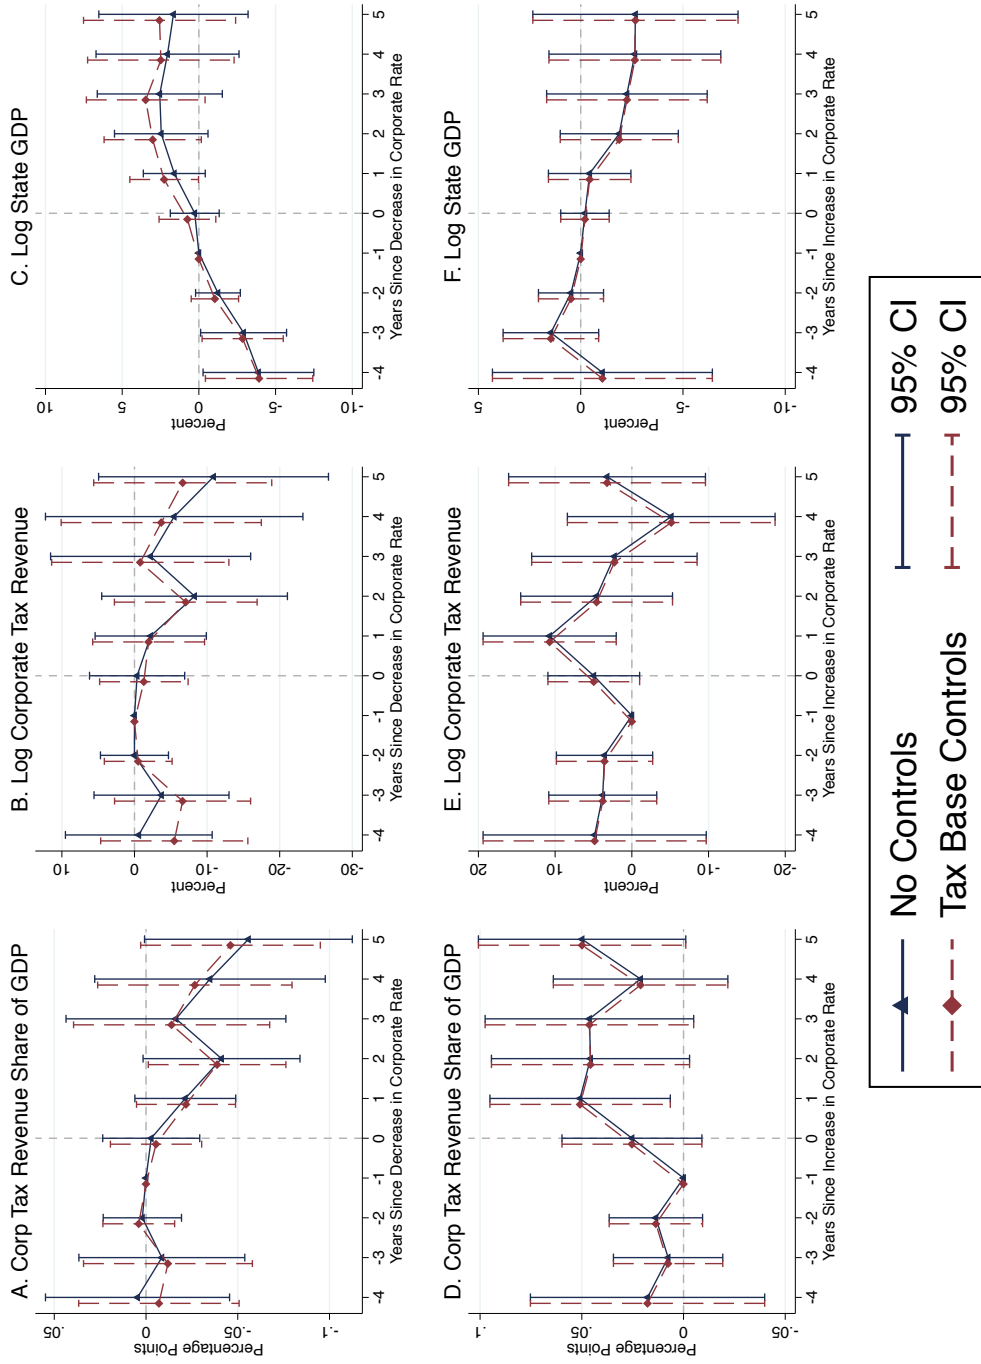 A. Corp Tax Revenue Share of GDP
.05
0
-.05
-.1
Percentage Points
-4 -3 -2 -1 0 1 2 3 4 5
Years Since Decrease in Corporate Rate
B. Log Corporate Tax Revenue
10
0
-10
-20
-30
Percent
-4 -3 -2 -1 0 1 2 3 4 5
Years Since Decrease in Corporate Rate
C. Log State GDP
10
5
0
-5
-10
Percent
-4 -3 -2 -1 0 1 2 3 4 5
Years Since Decrease in Corporate Rate
D. Corp Tax Revenue Share of GDP
.1
.05
0
-.05
Percentage Points
-4 -3 -2 -1 0 1 2 3 4 5
Years Since Increase in Corporate Rate
E. Log Corporate Tax Revenue
20
10
0
-10
-20
Percent
-4 -3 -2 -1 0 1 2 3 4 5
Years Since Increase in Corporate Rate
F. Log State GDP
5
0
-5
-10
Percent
-4 -3 -2 -1 0 1 2 3 4 5
Years Since Increase in Corporate Rate
No Controls 95% CI
Tax Base Controls 95% CI